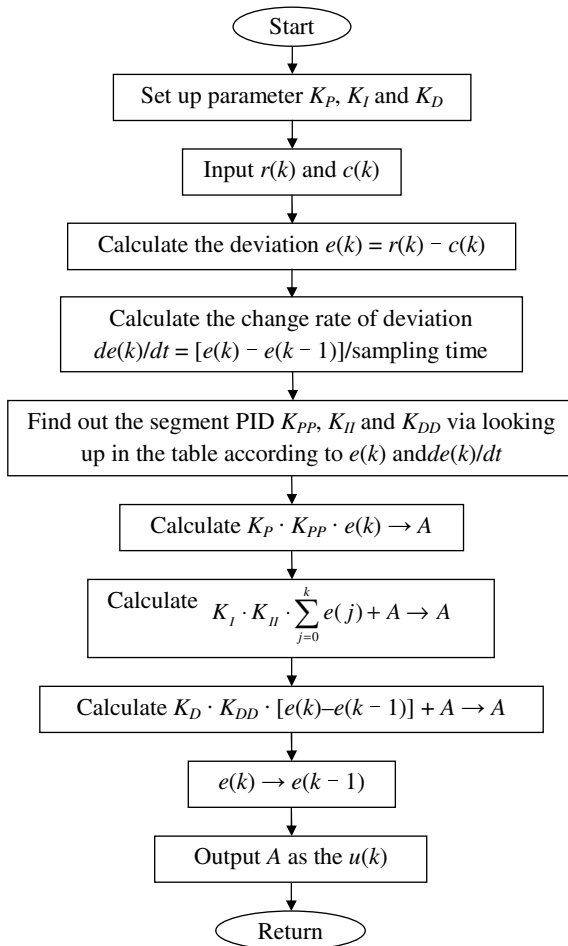 Start
Set up parameter K_P, K_I and K_D
Input r(k) and c(k)
Calculate the deviation e(k) = r(k) − c(k)
Calculate the change rate of deviation
de(k)/dt = [e(k) − e(k − 1)]/sampling time
Find out the segment PID K_PP, K_II and K_DD via looking
up in the table according to e(k) andde(k)/dt
Calculate K_P · K_PP · e(k) → A
Calculate K_I · K_II · ∑_{j=0}^{k} e(j) + A → A
Calculate K_D · K_DD · [e(k)–e(k − 1)] + A → A
e(k) → e(k − 1)
Output A as the u(k)
Return